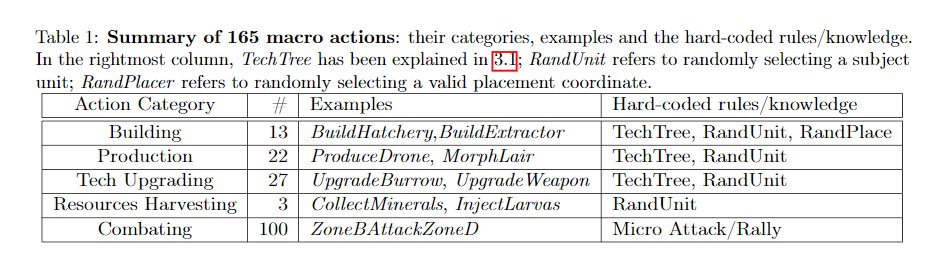 Table 1: Summary of 165 macro actions: their categories, examples and the hard-coded rules/knowledge.
In the rightmost column, TechTree has been explained in 3.1; RandUnit refers to randomly selecting a subject
unit; RandPlacer refers to randomly selecting a valid placement coordinate.
Action Category # Examples Hard-coded rules/knowledge
Building 13 BuildHatchery,BuildExtractor TechTree, RandUnit, RandPlace
Production 22 ProduceDrone, MorphLair TechTree, RandUnit
Tech Upgrading 27 UpgradeBurrow, UpgradeWeapon TechTree, RandUnit
Resources Harvesting 3 CollectMinerals, InjectLarvas RandUnit
Combating 100 ZoneBAttackZoneD Micro Attack/Rally